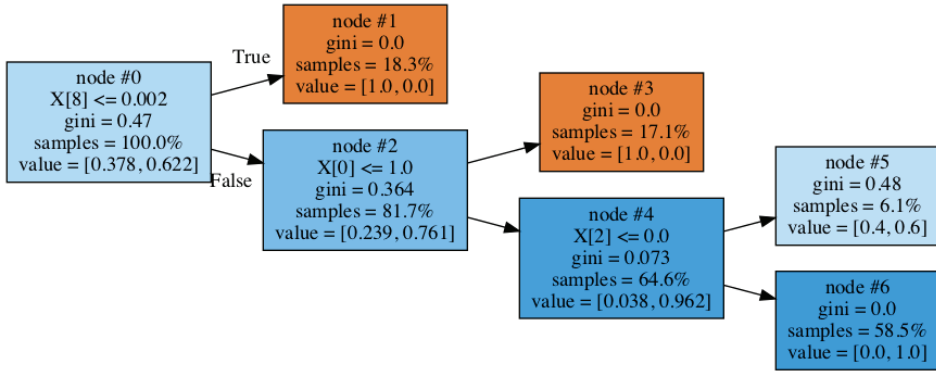 node #0
X[8] <= 0.002
gini = 0.47
samples = 100.0%
value = [0.378, 0.622]
True
False
node #1
gini = 0.0
samples = 18.3%
value = [1.0, 0.0]
node #2
X[0] <= 1.0
gini = 0.364
samples = 81.7%
value = [0.239, 0.761]
node #3
gini = 0.0
samples = 17.1%
value = [1.0, 0.0]
node #4
X[2] <= 0.0
gini = 0.073
samples = 64.6%
value = [0.038, 0.962]
node #5
gini = 0.48
samples = 6.1%
value = [0.4, 0.6]
node #6
gini = 0.0
samples = 58.5%
value = [0.0, 1.0]